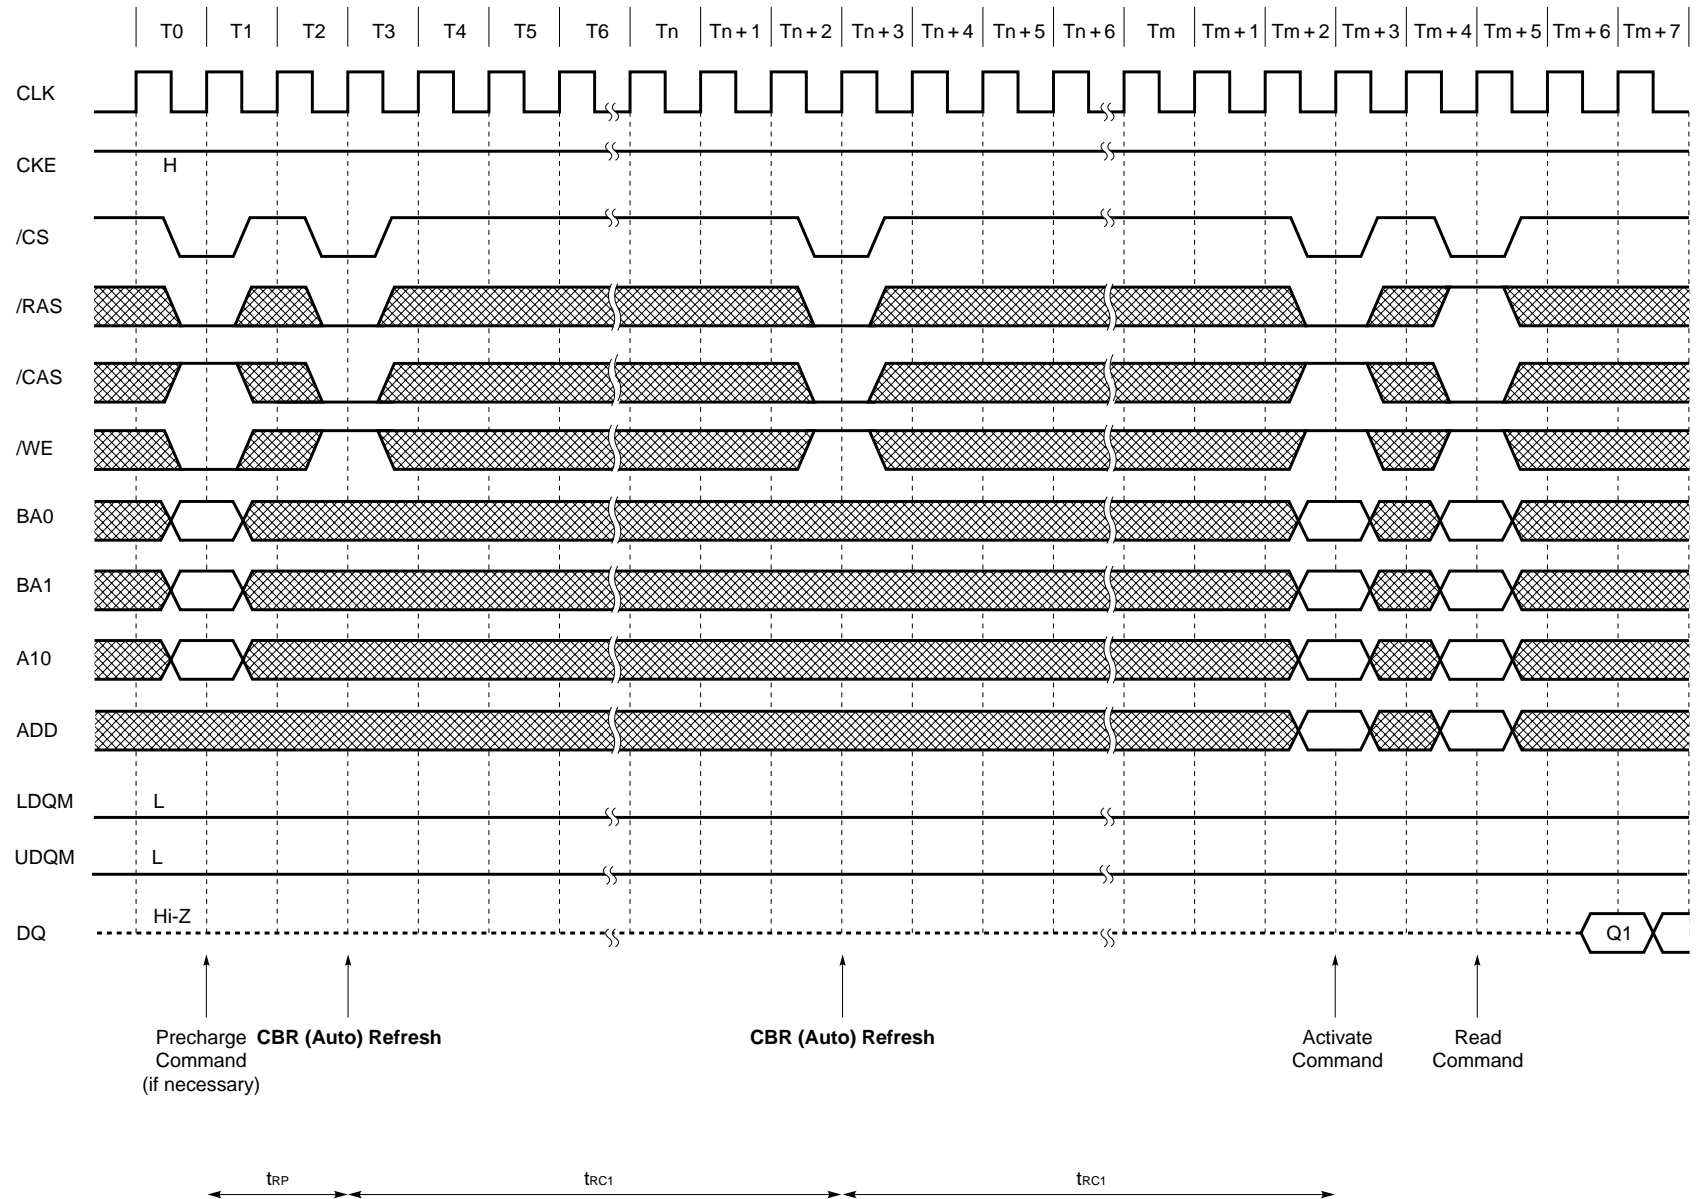 T0 T1 T2 T3 T4 T5 T6 Tn Tn + 1 Tn + 2 Tn + 3 Tn + 4 Tn + 5 Tn + 6 Tm Tm + 1 Tm + 2 Tm + 3 Tm + 4 Tm + 5 Tm + 6 Tm + 7
CLK
CKE H
/CS
/RAS
/CAS
/WE
BA0
BA1
A10
ADD
LDQM L
UDQM L
DQ Hi-Z Q1
Precharge
Command
(if necessary)
CBR (Auto) Refresh
CBR (Auto) Refresh
Activate
Command
Read
Command
tRP tRC1 tRC1